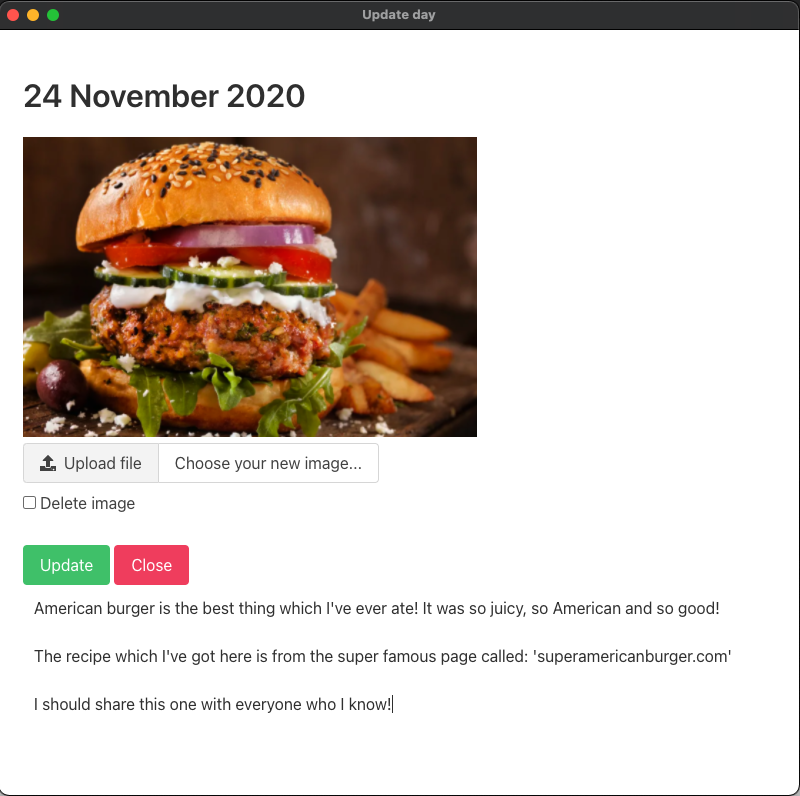 Update day
24 November 2020
Upload file Choose your new image...
Delete image
Update Close
American burger is the best thing which I've ever ate! It was so juicy, so American and so good!
The recipe which I've got here is from the super famous page called: 'superamericanburger.com'
I should share this one with everyone who I know!